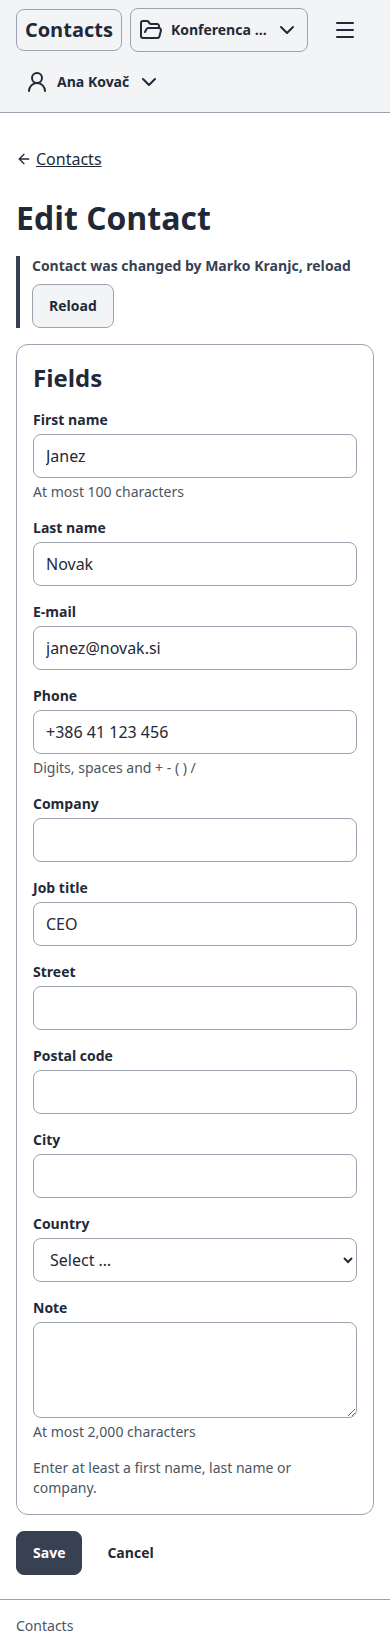 Contacts
Konferenca ...
Ana Kovač
Contacts
Edit Contact
Contact was changed by Marko Kranjc, reload
Reload
Fields
First name
Janez
At most 100 characters
Last name
Novak
E-mail
janez@novak.si
Phone
+386 41 123 456
Digits, spaces and + - ( ) /
Company
Job title
CEO
Street
Postal code
City
Country
Select ...
Note
At most 2,000 characters
Enter at least a first name, last name or
company.
Save
Cancel
Contacts